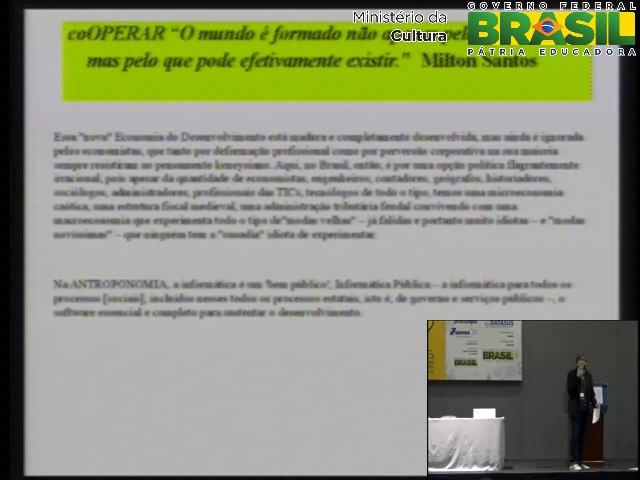 Ministério da
Cultura
GOVERNO FEDERAL
BRASIL
PÁTRIA EDUCADORA
coOPERAR "O mundo é formado não
mas pelo que pode efetivamente existir." Milton Santos
Essa "nova" Economia do Desenvolvimento está madura e completamente desenvolvida, mas ainda é ignorada
pelos economistas, que tanto por deformação profissional como por perversão corporativa na sua maioria
sempre resistiram ao pensamento keneysiano. Aqui, no Brasil, então, é por uma opção política flagrantemente
irracional, pois apesar da quantidade de economistas, engenheiros, contadores, geógrafos, historiadores,
sociólogos, administradores, profissionais das TICs, tecnólogos de todo o tipo, temos uma microeconomia
caótica, uma estrutura fiscal medieval, uma administração tributária feudal convivendo com uma
macroeconomia que experimenta todo o tipo de "modas velhas" – já falidas e portanto muito idiotas – e "modas
novíssimas" – que ninguém tem a "ousadia" idiota de experimentar.
Na ANTROPONOMIA, a informática é um 'bem público', Informática Pública – a informática para todos os
processos [sociais], incluídos nesses todos os processos estatais, isto é, de governo e serviços públicos –, o
software essencial e completo para sustentar o desenvolvimento.
DATASUS
BRASIL
BRASIL